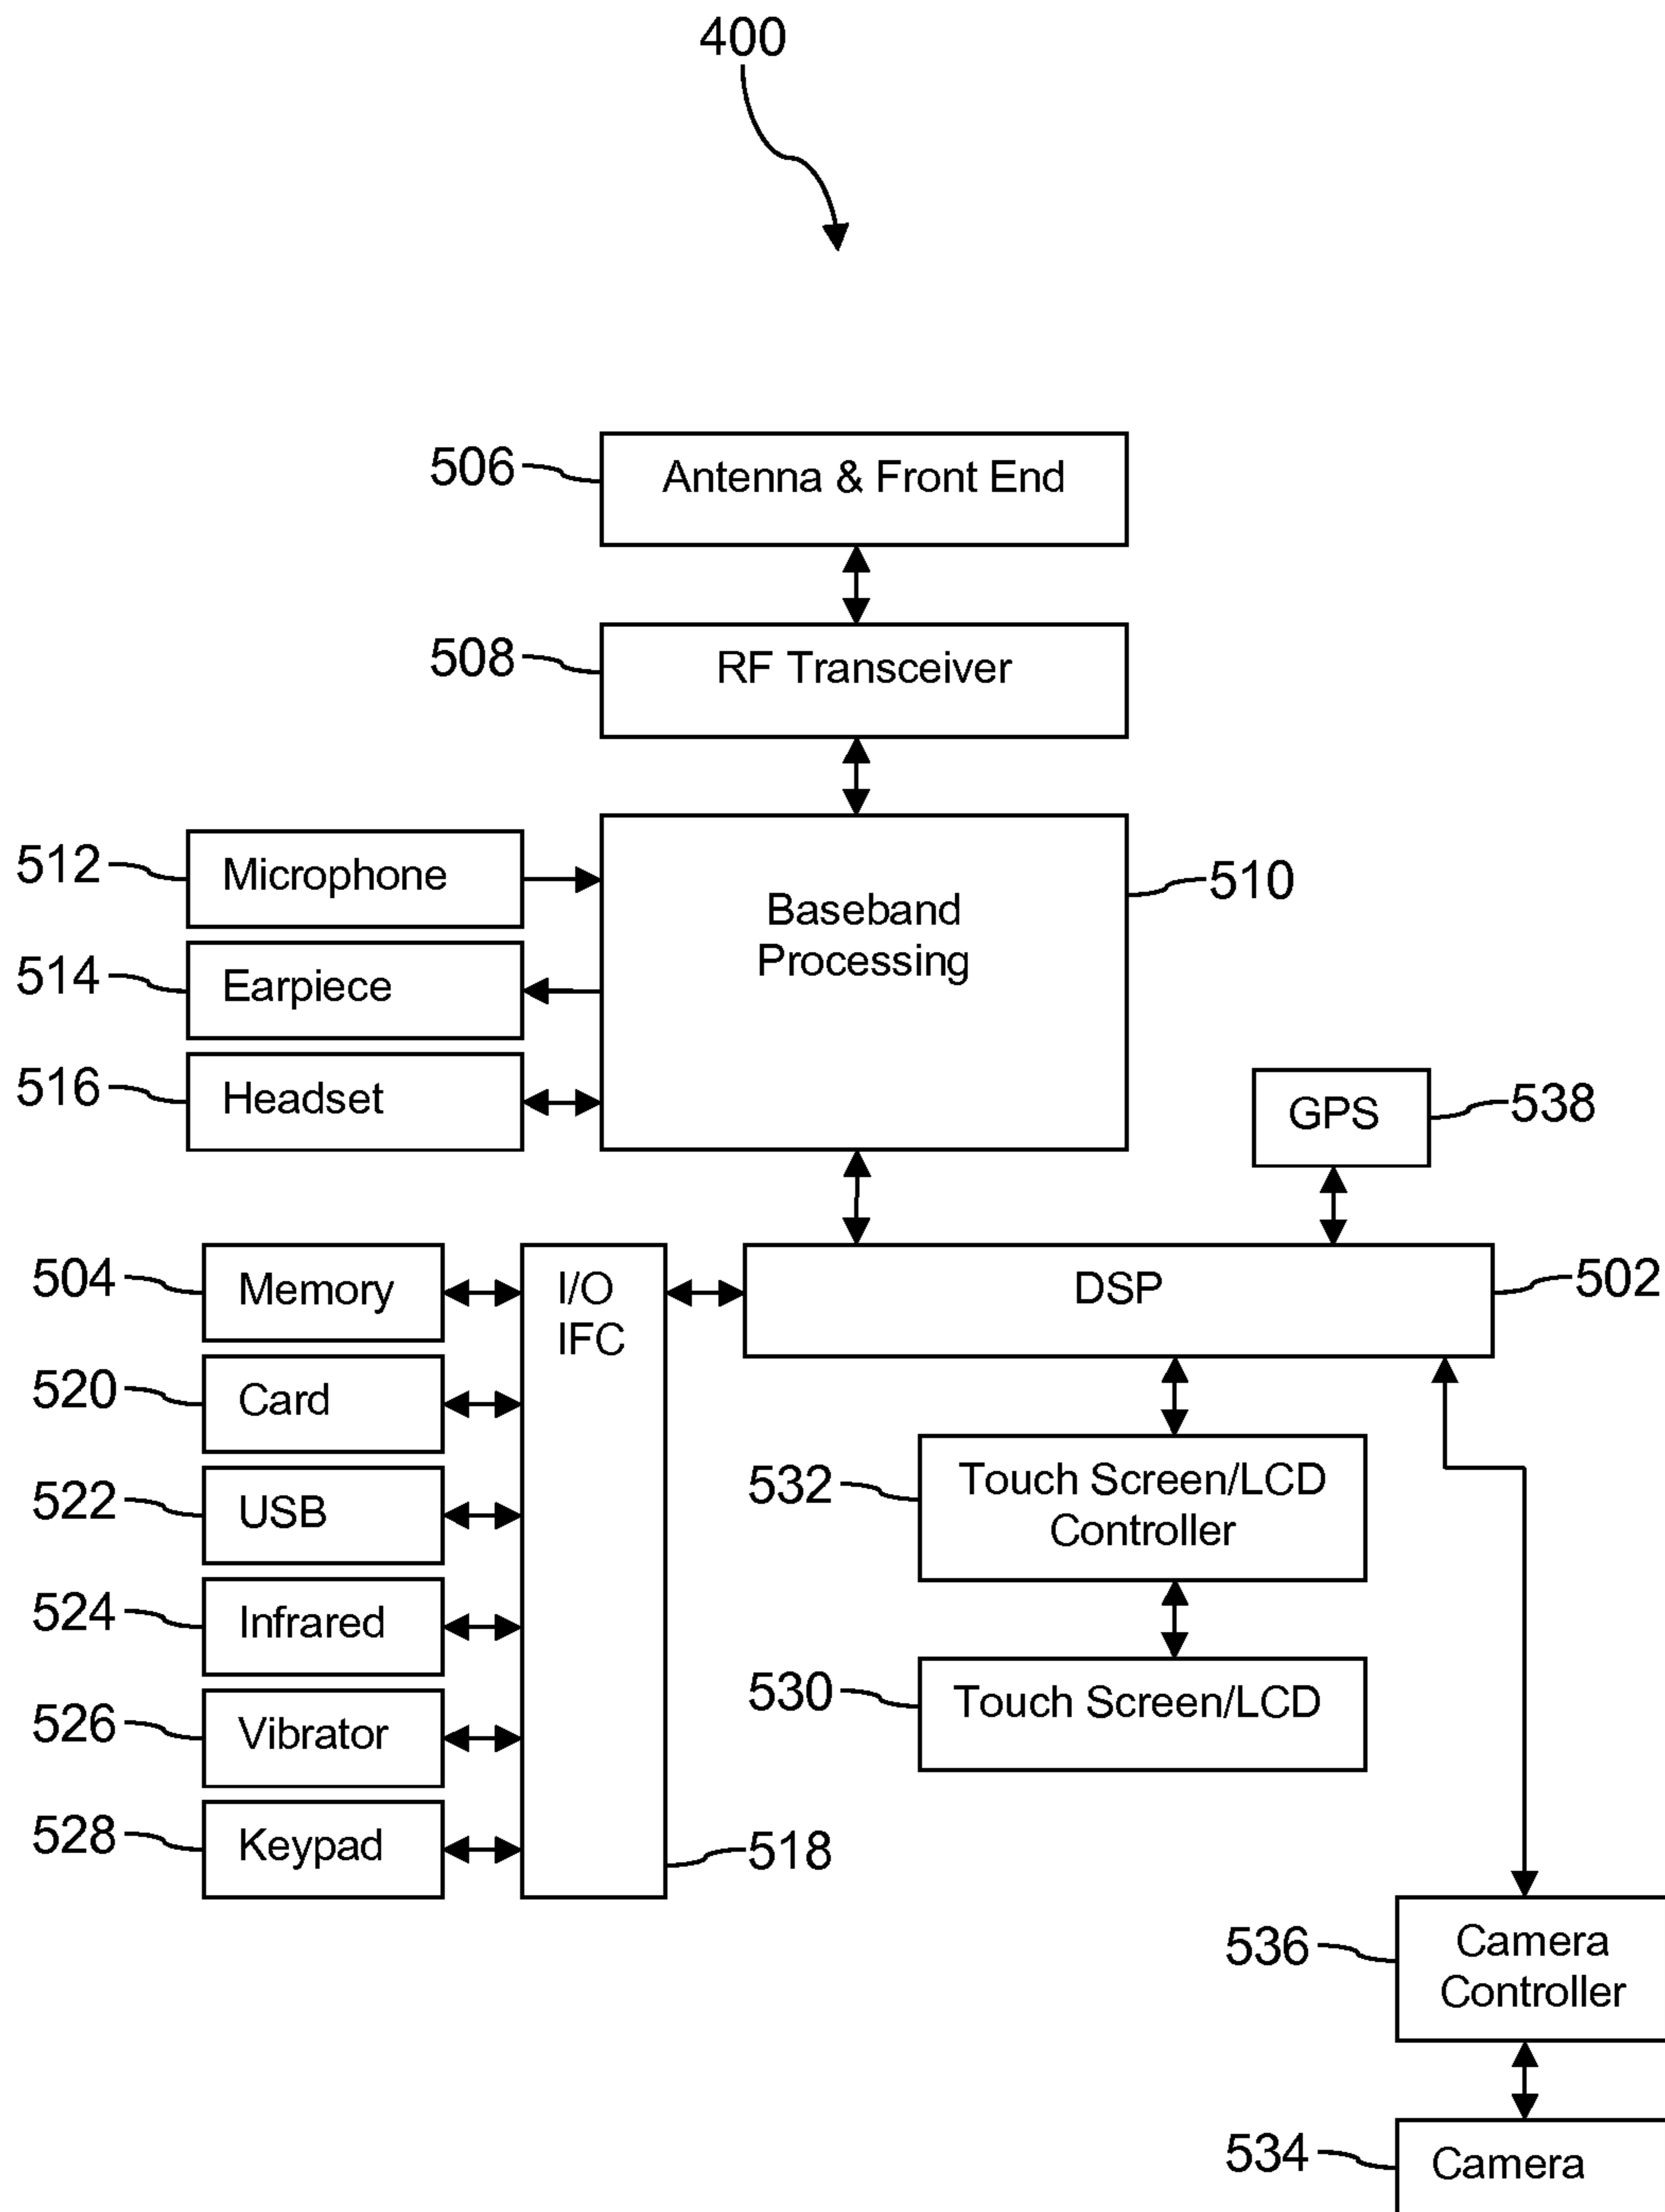 400
506
Antenna & Front End
508
RF Transceiver
512
Microphone
510
Baseband
Processing
514
Earpiece
516
Headset
GPS
538
504
Memory
I/O
IFC
DSP
502
520
Card
522
USB
532
Touch Screen/LCD
Controller
524
Infrared
530
Touch Screen/LCD
526
Vibrator
528
Keypad
518
536
Camera
Controller
534
Camera